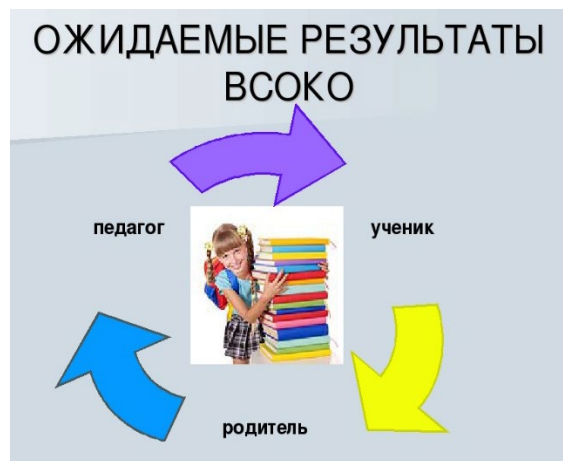 ОЖИДАЕМЫЕ РЕЗУЛЬТАТЫ
ВСОКО
педагог
ученик
родитель